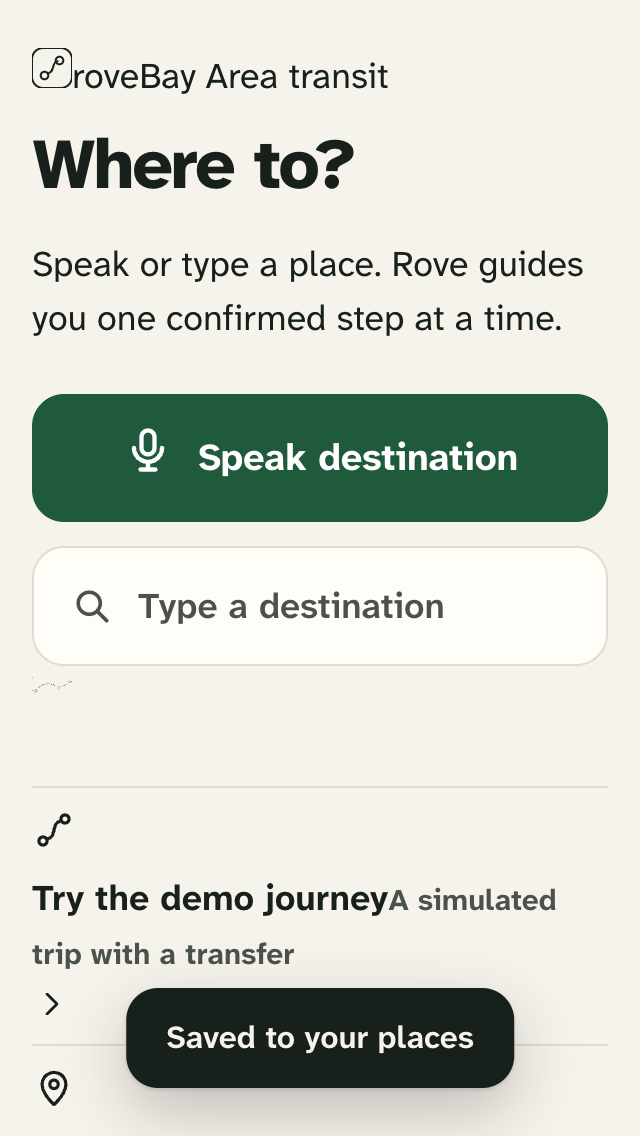 roveBay Area transit
Where to?
Speak or type a place. Rove guides
you one confirmed step at a time.
Speak destination
Type a destination
Try the demo journeyA simulated
trip with a transfer
Saved to your places